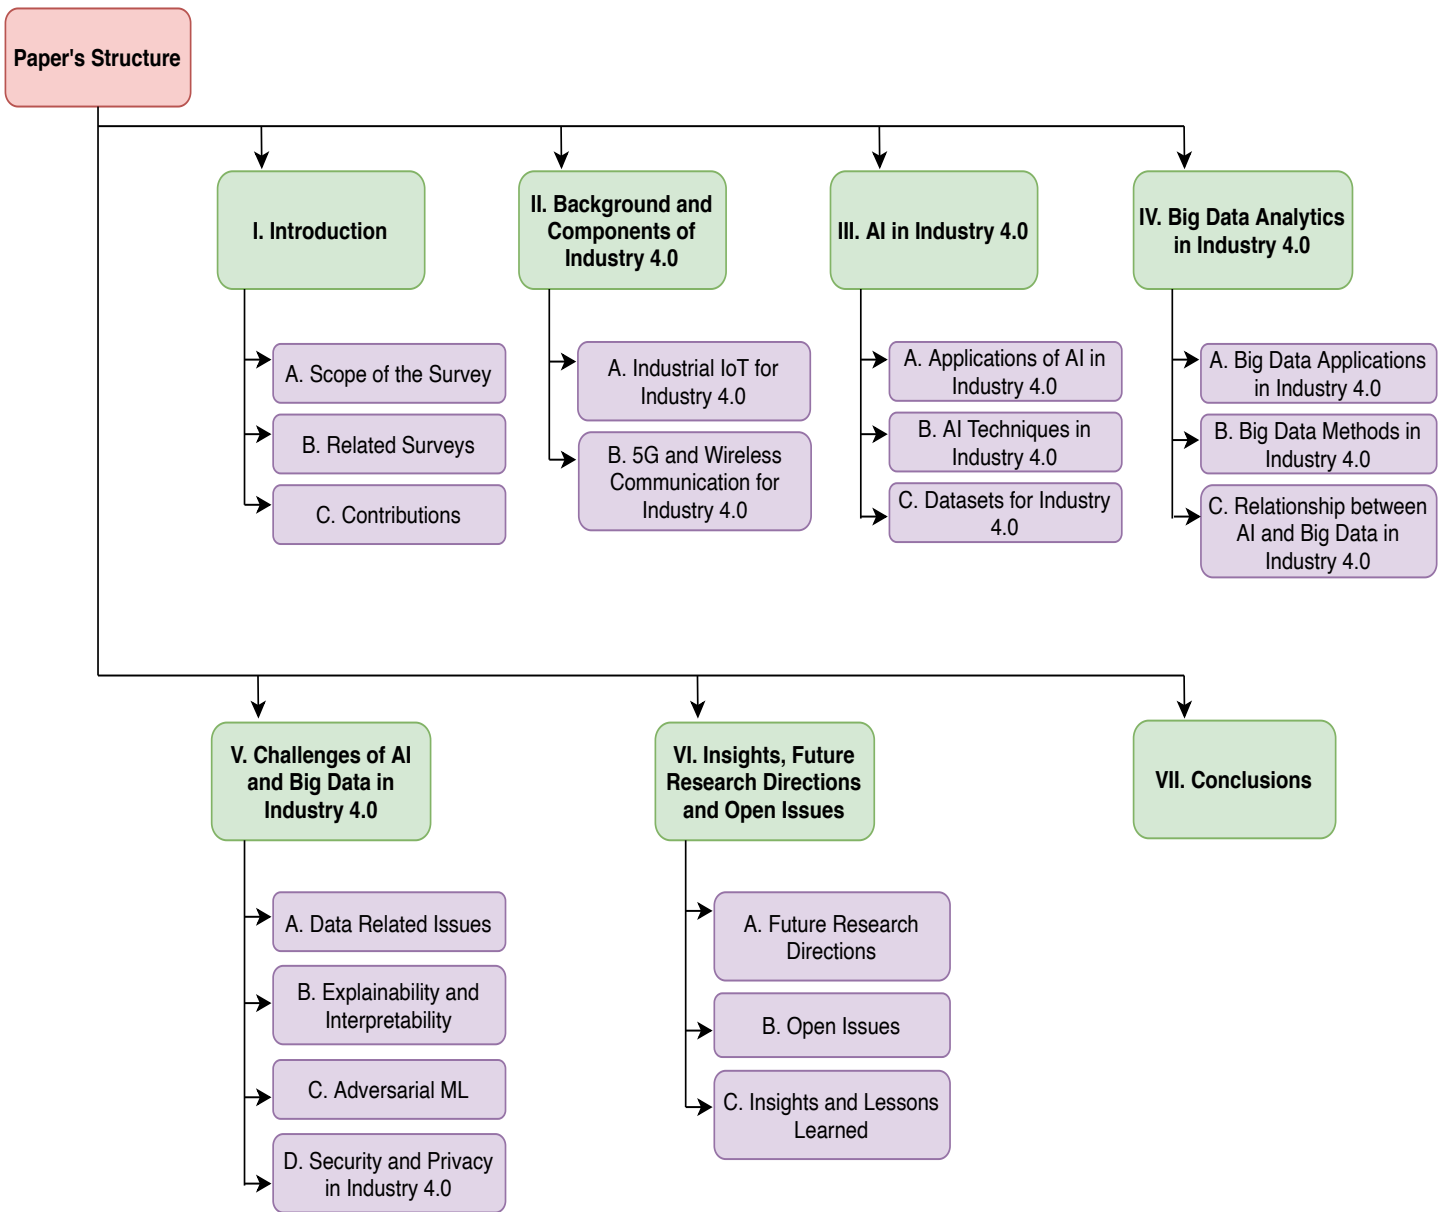 Paper's Structure
I. Introduction
A. Scope of the Survey
B. Related Surveys
C. Contributions
II. Background and
Components of
Industry 4.0
A. Industrial IoT for
Industry 4.0
B. 5G and Wireless
Communication for
Industry 4.0
III. AI in Industry 4.0
A. Applications of AI in
Industry 4.0
B. AI Techniques in
Industry 4.0
C. Datasets for Industry
4.0
IV. Big Data Analytics
in Industry 4.0
A. Big Data Applications
in Industry 4.0
B. Big Data Methods in
Industry 4.0
C. Relationship between
AI and Big Data in
Industry 4.0
V. Challenges of AI
and Big Data in
Industry 4.0
A. Data Related Issues
B. Explainability and
Interpretability
C. Adversarial ML
D. Security and Privacy
in Industry 4.0
VI. Insights, Future
Research Directions
and Open Issues
A. Future Research
Directions
B. Open Issues
C. Insights and Lessons
Learned
VII. Conclusions